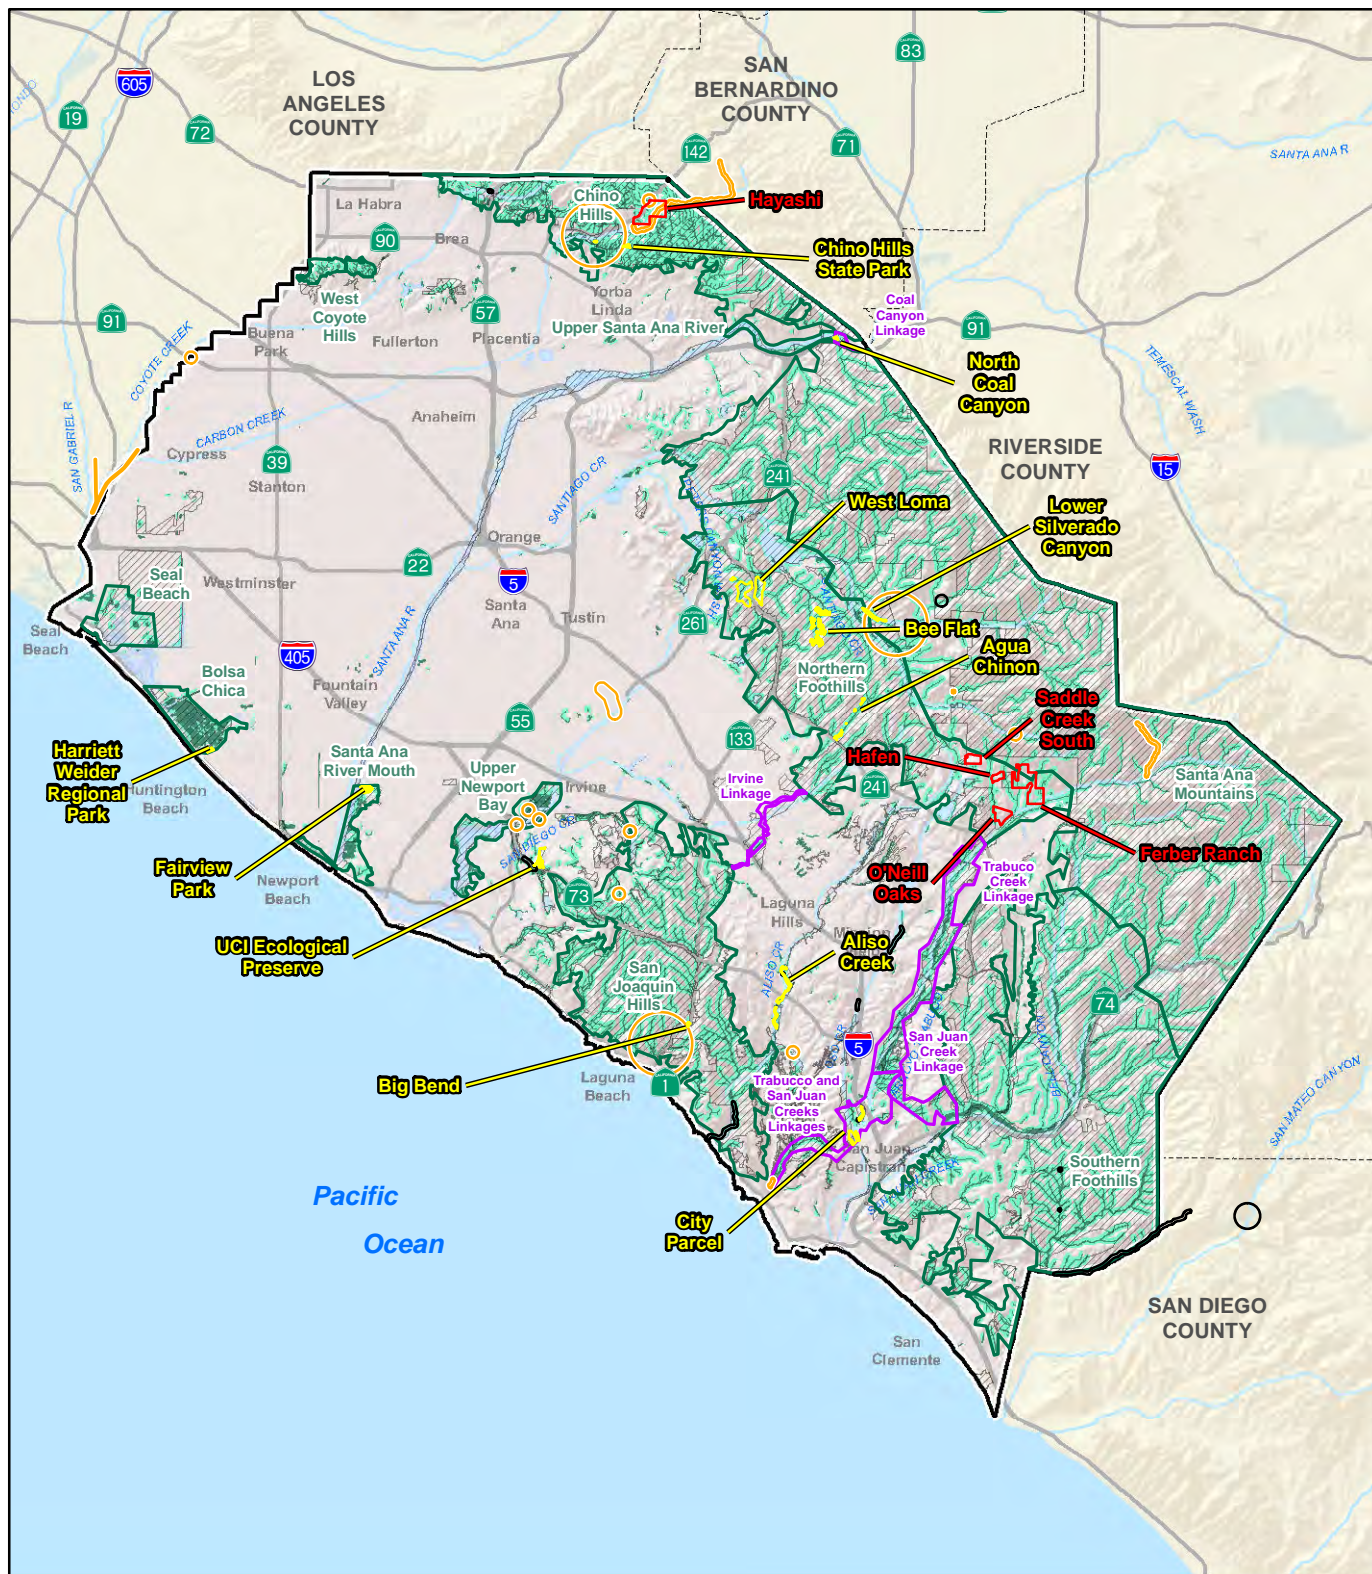 LOS
ANGELES
COUNTY
SAN
BERNARDINO
COUNTY
83
605
19
72
142
71
SANTA ANA R
La Habra
Chino
Hills
Hayashi
90
Brea
Chino Hills
State Park
West
Coyote
Hills
57
Yorba
Linda
Coal
Canyon
Linkage
91
91
Buena
Park
Fullerton
Placentia
Upper Santa Ana River
COYOTE CREEK
North
Coal
Canyon
TEMESCAL WASH
SAN GABRIEL R
CARBON CREEK
Anaheim
Cypress
RIVERSIDE
COUNTY
39
Stanton
241
15
SANTIAGO CR
West Loma
Lower
Silverado
Canyon
Orange
22
5
Seal
Beach
Westminster
Santa
Ana
Tustin
261
Bee Flat
Seal
Beach
SANTA ANA R
405
Agua
Chinon
Northern
Foothills
Bolsa
Chica
Fountain
Valley
55
133
Saddle
Creek
South
Harriett
Weider
Regional
Park
Huntington
Beach
Santa Ana
River Mouth
Upper
Newport
Bay
Irvine
Irvine
Linkage
Hafen
241
Santa Ana
Mountains
SAN DIEGO CR
Fairview
Park
Newport
Beach
73
O'Neill
Oaks
Ferber Ranch
Trabuco
Creek
Linkage
Laguna
Hills
UCI Ecological
Preserve
Aliso
Creek
ALISO CR
San
Joaquin
Hills
74
5
San Juan
Creek
Linkage
Big Bend
Laguna
Beach
1
Trabucco and
San Juan
Creeks
Linkages
SAN MATEO CANYON
San Juan
Capistrano
Southern
Foothills
Pacific
Ocean
City
Parcel
SAN DIEGO
COUNTY
San
Clemente